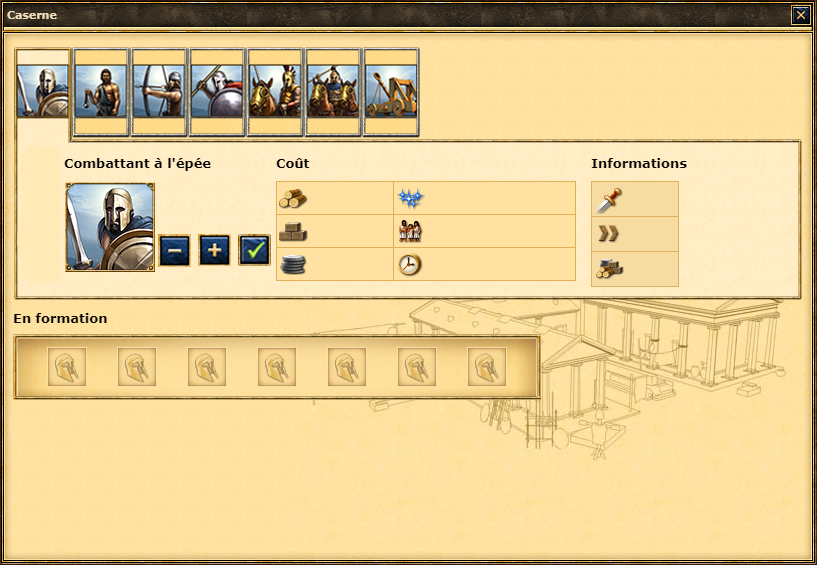 Caserne
Combattant à l'épée
Coût
Informations
En formation